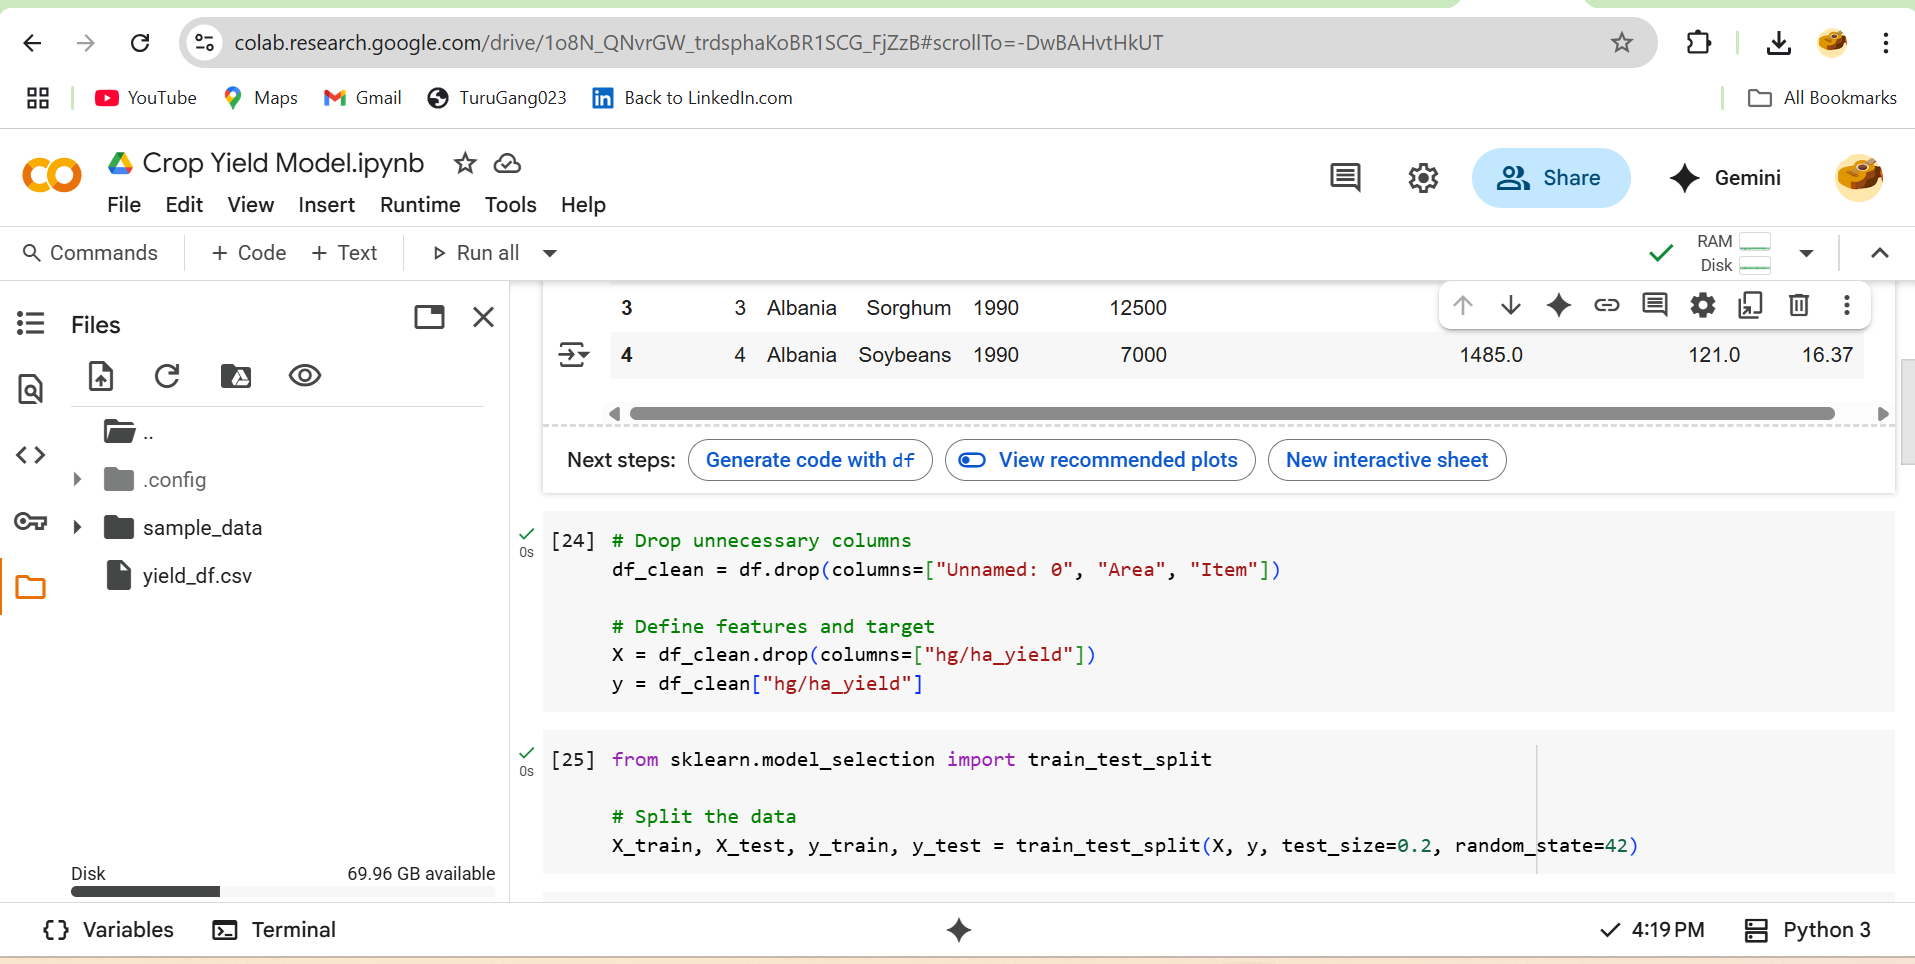 colab.research.google.com/drive/1o8N_QNvrGW_trdsphaKoBR1SCG_FjZzB#scrollTo=-DwBAHvtHkUT
YouTube Maps Gmail TuruGang023 Back to LinkedIn.com All Bookmarks
Crop Yield Model.ipynb
File Edit View Insert Runtime Tools Help
Share Gemini
Commands + Code + Text Run all
RAM
Disk
Files
..
.config
sample_data
yield_df.csv
Disk 69.96 GB available
3 3 Albania Sorghum 1990 12500
4 4 Albania Soybeans 1990 7000 1485.0 121.0 16.37
Next steps: Generate code with df View recommended plots New interactive sheet
0s
[24] # Drop unnecessary columns
df_clean = df.drop(columns=["Unnamed: 0", "Area", "Item"])
# Define features and target
X = df_clean.drop(columns=["hg/ha_yield"])
y = df_clean["hg/ha_yield"]
0s
[25] from sklearn.model_selection import train_test_split
# Split the data
X_train, X_test, y_train, y_test = train_test_split(X, y, test_size=0.2, random_state=42)
Variables Terminal 4:19 PM Python 3